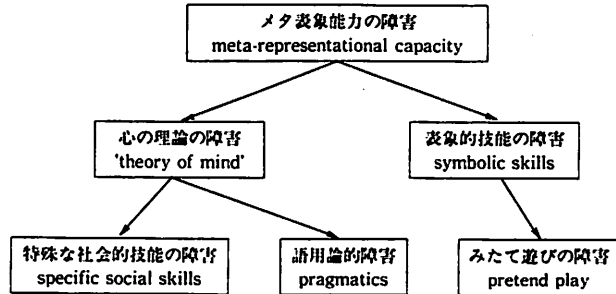 メタ表象能力の障害
meta-representational capacity
心の理論の障害
'theory of mind'
表象的技能の障害
symbolic skills
特殊な社会的技能の障害
specific social skills
語用論的障害
pragmatics
みたて遊びの障害
pretend play